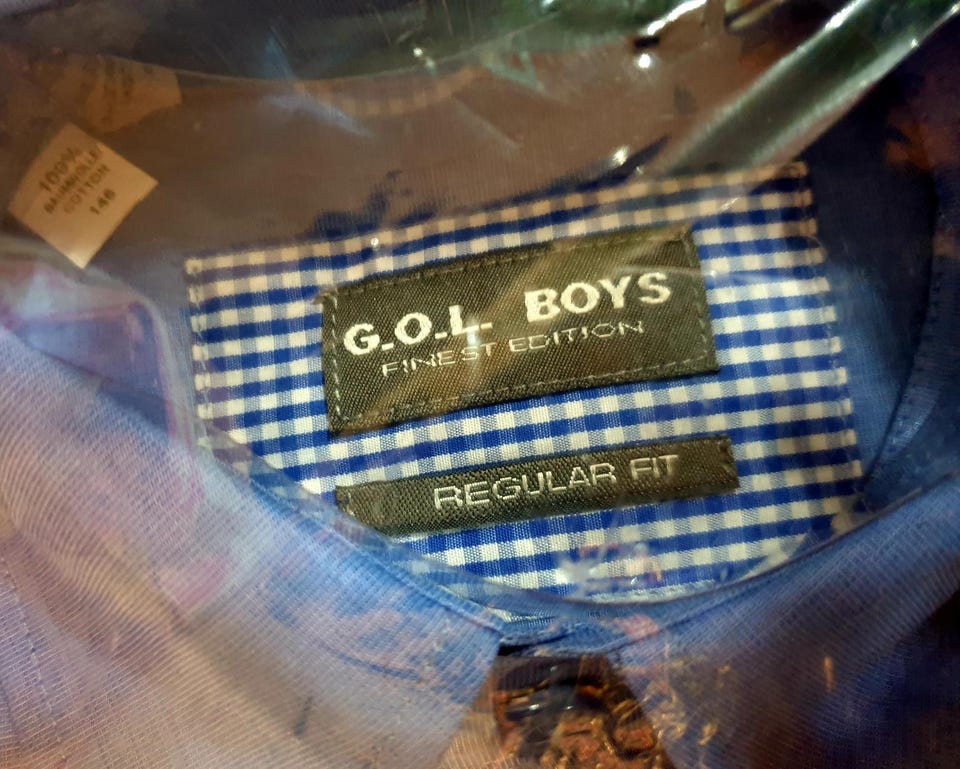 100%
BAUMWOLLE
COTTON
146
G.O.L. BOYS
FINEST EDITION
REGULAR FIT